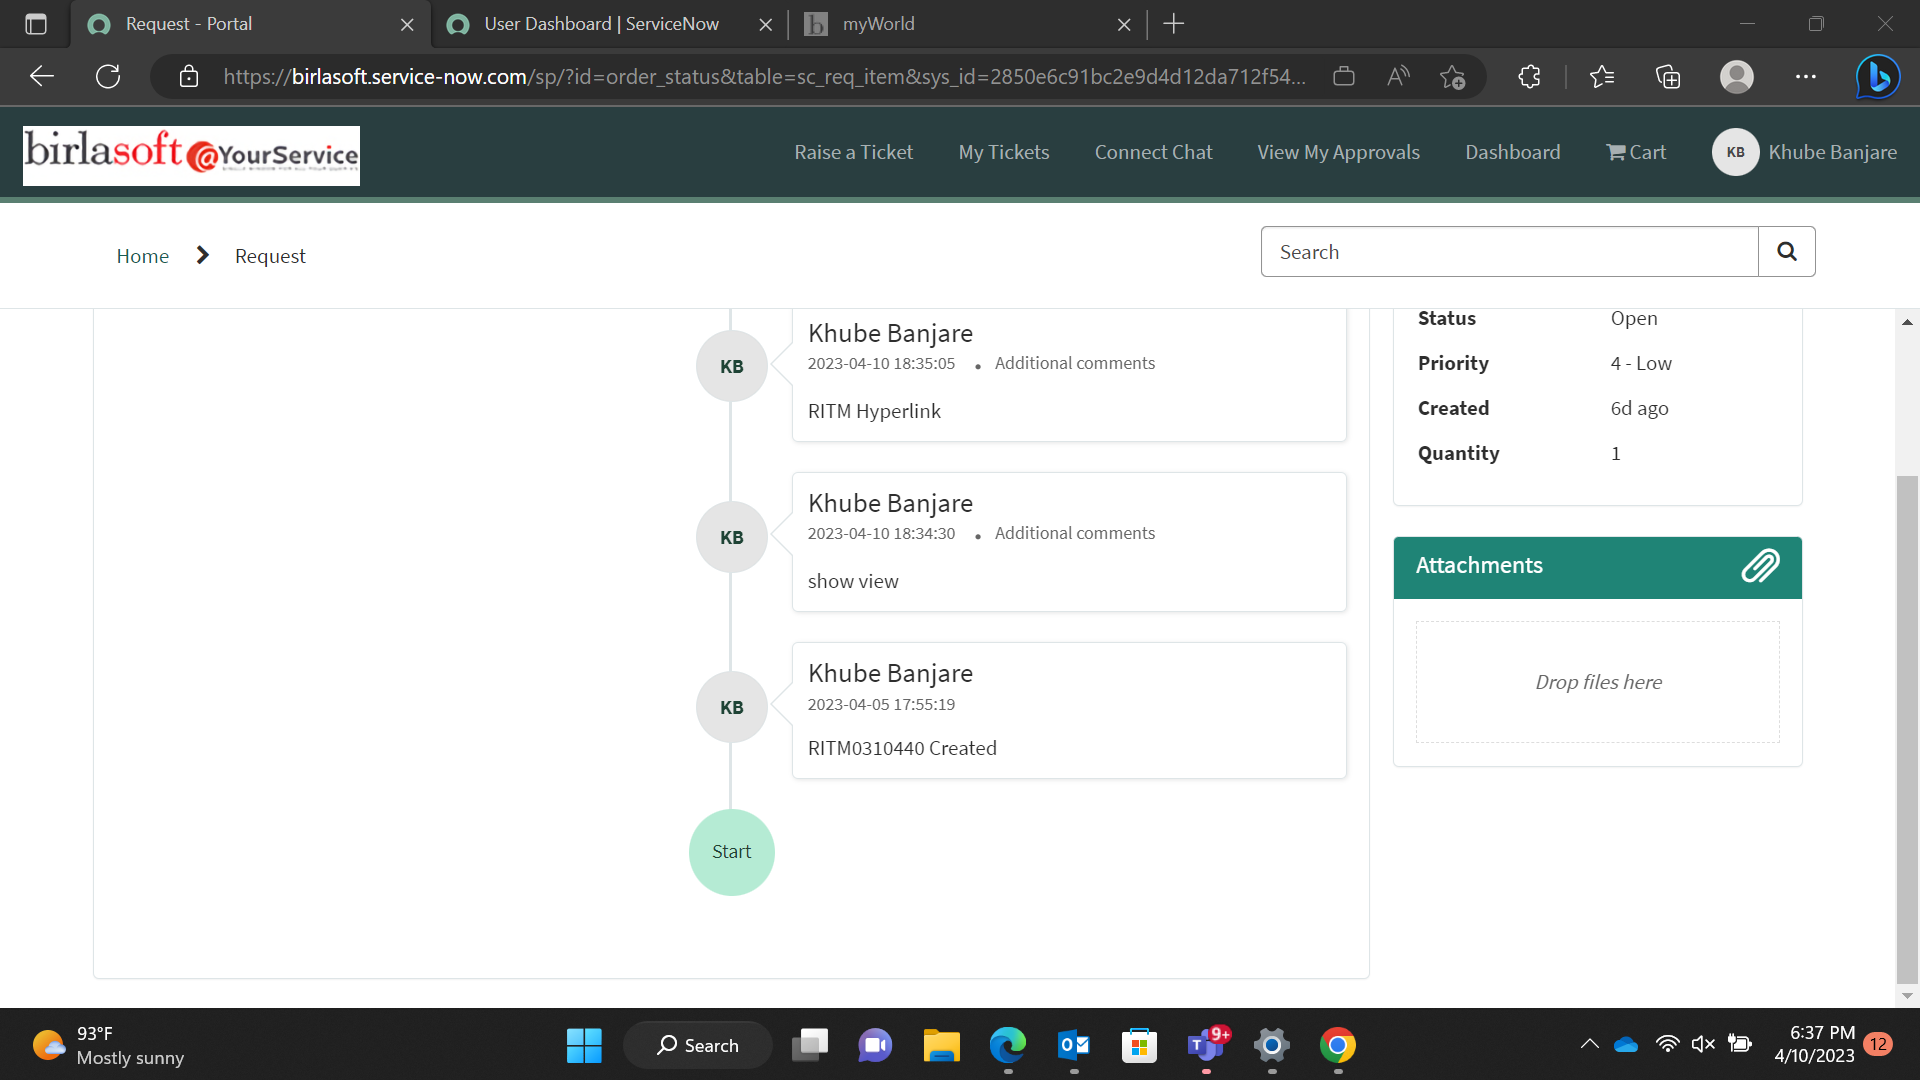 Request - Portal
User Dashboard | ServiceNow
b
myWorld
https://birlasoft.service-now.com/sp/?id=order_status&table=sc_req_item&sys_id=2850e6c91bc2e9d4d12da712f54...
birlasoft @YourService
Raise a Ticket
My Tickets
Connect Chat
View My Approvals
Dashboard
Cart
KB
Khube Banjare
Home
Request
Search
KB
Khube Banjare
2023-04-10 18:35:05 • Additional comments
RITM Hyperlink
KB
Khube Banjare
2023-04-10 18:34:30 • Additional comments
show view
KB
Khube Banjare
2023-04-05 17:55:19
RITM0310440 Created
Start
Status Open
Priority 4 - Low
Created 6d ago
Quantity 1
Attachments
Drop files here
93°F
Mostly sunny
Search
9+
6:37 PM
4/10/2023
12